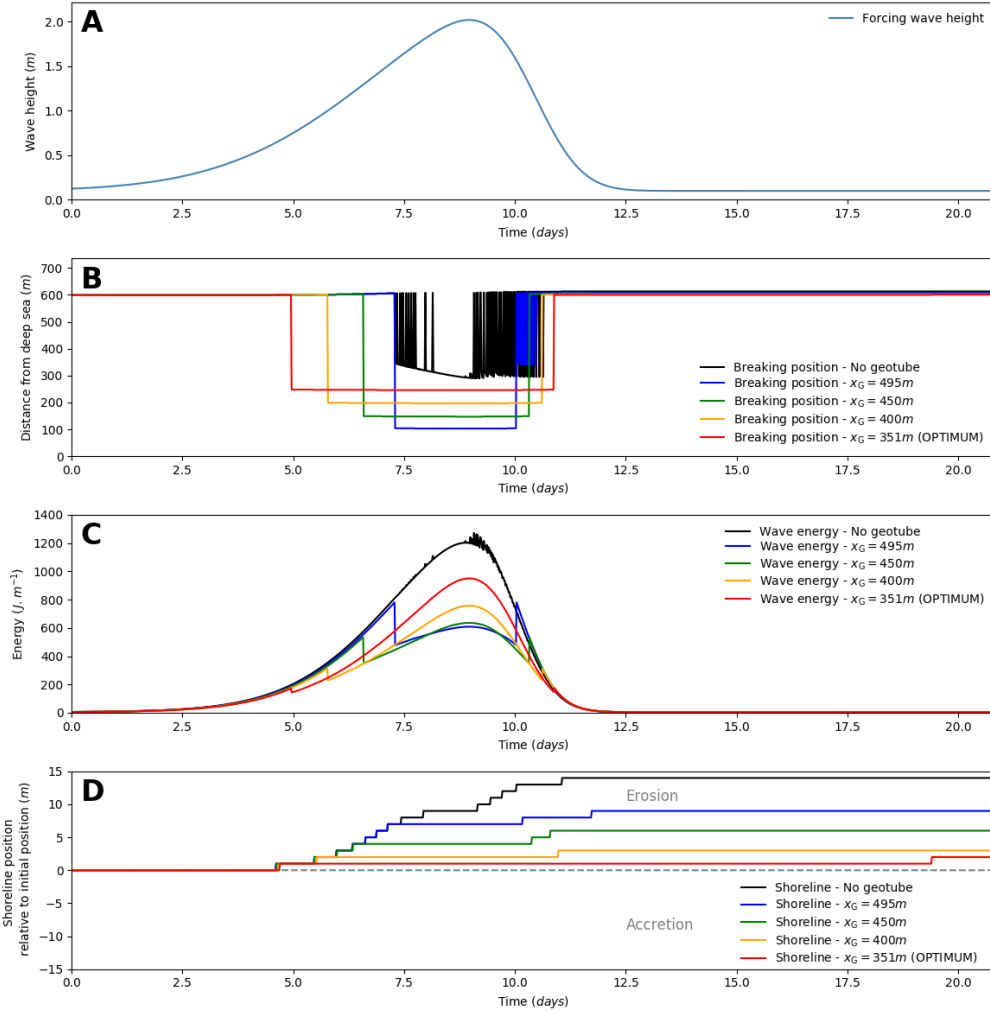 A
Forcing wave height
Wave height (m)
2.0
1.5
1.0
0.5
0.0
0.0 2.5 5.0 7.5 10.0 12.5 15.0 17.5 20.0
Time (days)
B
Distance from deep sea (m)
700
600
500
400
300
200
100
0
Breaking position - No geotube
Breaking position - xG = 495m
Breaking position - xG = 450m
Breaking position - xG = 400m
Breaking position - xG = 351m (OPTIMUM)
0.0 2.5 5.0 7.5 10.0 12.5 15.0 17.5 20.0
Time (days)
C
Energy (J.m⁻¹)
1400
1200
1000
800
600
400
200
0
Wave energy - No geotube
Wave energy - xG = 495m
Wave energy - xG = 450m
Wave energy - xG = 400m
Wave energy - xG = 351m (OPTIMUM)
0.0 2.5 5.0 7.5 10.0 12.5 15.0 17.5 20.0
Time (days)
D
Shoreline position
relative to initial position (m)
15
10
5
0
−5
−10
−15
Erosion
Accretion
Shoreline - No geotube
Shoreline - xG = 495m
Shoreline - xG = 450m
Shoreline - xG = 400m
Shoreline - xG = 351m (OPTIMUM)
0.0 2.5 5.0 7.5 10.0 12.5 15.0 17.5 20.0
Time (days)